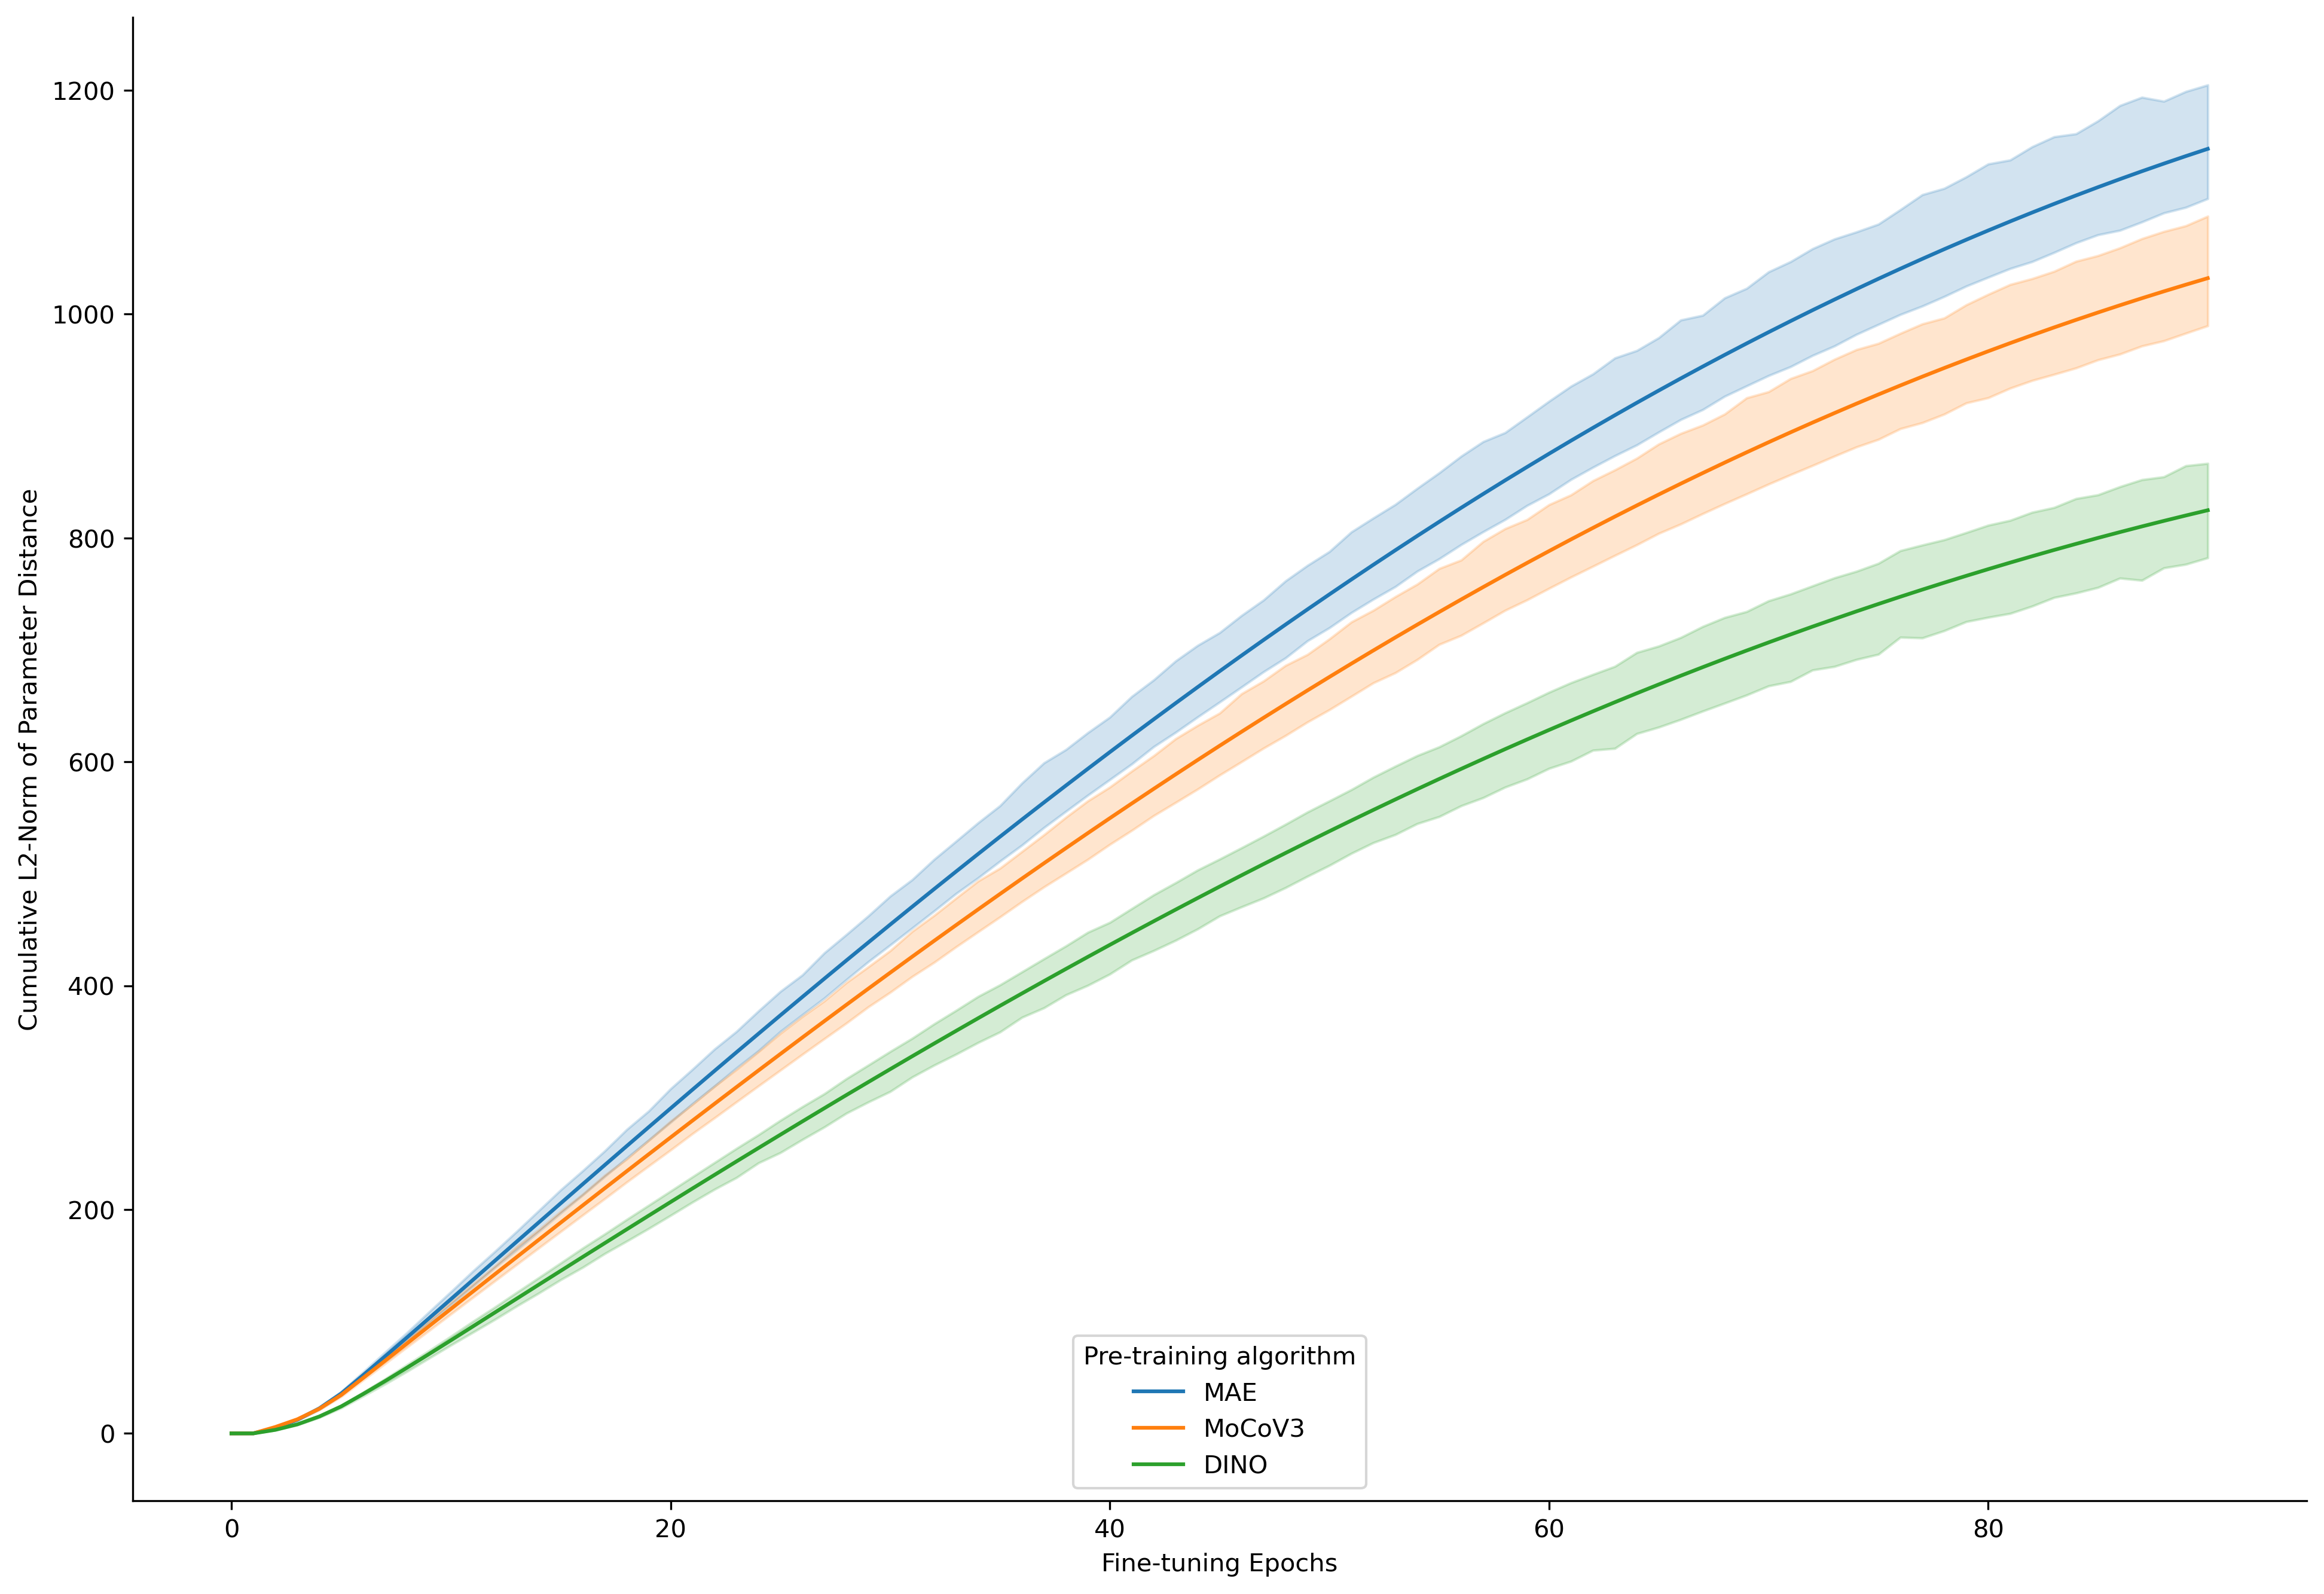 1200
1000
800
600
400
200
0
Cumulative L2-Norm of Parameter Distance
Pre-training algorithm
MAE
MoCoV3
DINO
0 20 40 60 80
Fine-tuning Epochs